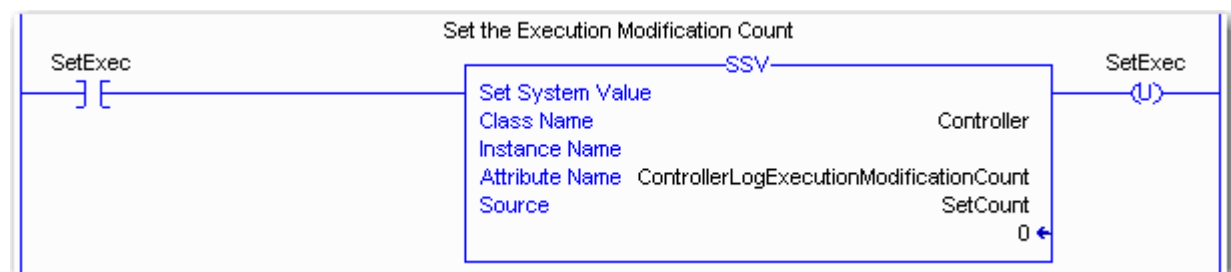 Set the Execution Modification Count
SetExec
SSV
SetExec
U
Set System Value
Class Name Controller
Instance Name
Attribute Name ControllerLogExecutionModificationCount
Source SetCount
0